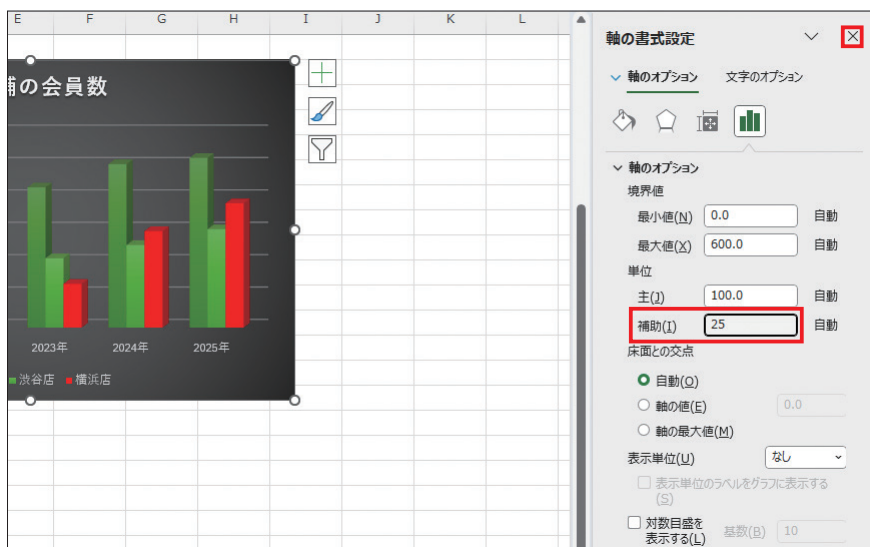 E F G H I J K L
舗の会員数
2023年 2024年 2025年
渋谷店 横浜店
軸の書式設定
軸のオプション 文字のオプション
軸のオプション
境界値
最小値(N) 0.0 自動
最大値(X) 600.0 自動
単位
主(J) 100.0 自動
補助(I) 25 自動
床面との交点
自動(O)
軸の値(E) 0.0
軸の最大値(M)
表示単位(U) なし
表示単位のラベルをグラフに表示する
(S)
対数目盛を
表示する(L) 基数(B) 10